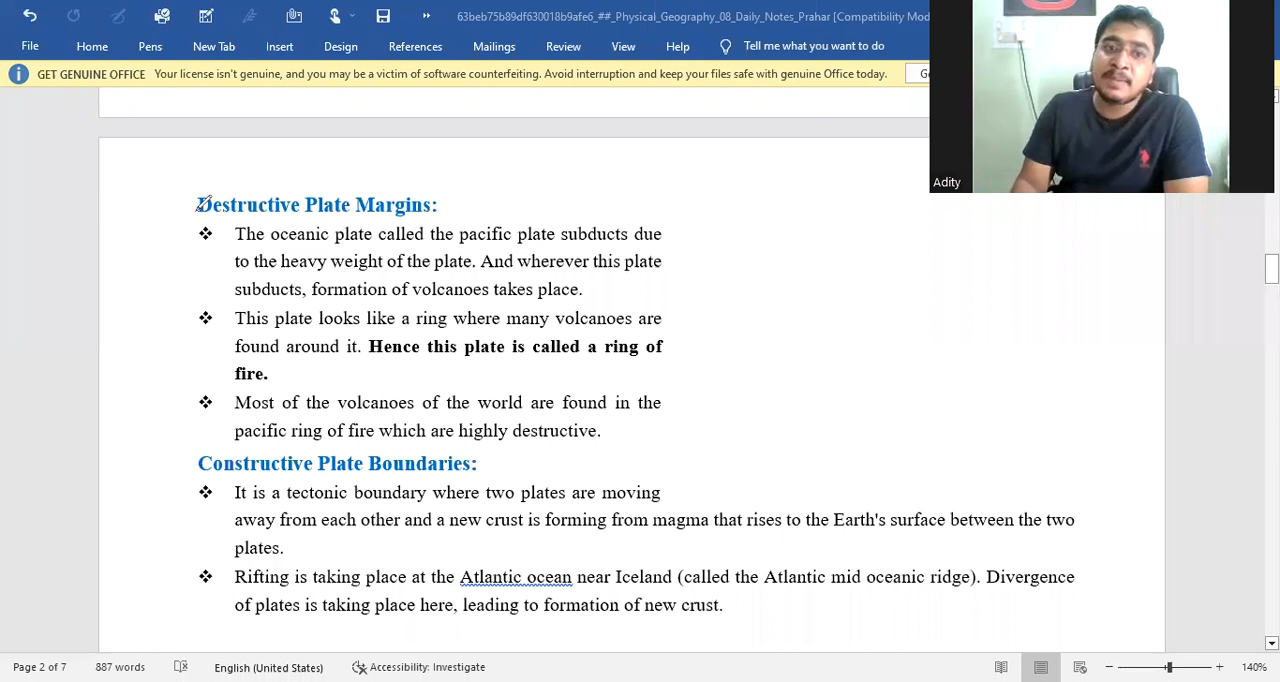 63beb75b89df630018b9afe6_##_Physical_Geography_08_Daily_Notes_Prahar [Compatibility Mod
File Home Pens New Tab Insert Design References Mailings Review View Help Tell me what you want to do
GET GENUINE OFFICE Your license isn't genuine, and you may be a victim of software counterfeiting. Avoid interruption and keep your files safe with genuine Office today.
Adity
Destructive Plate Margins:
❖ The oceanic plate called the pacific plate subducts due
to the heavy weight of the plate. And wherever this plate
subducts, formation of volcanoes takes place.
❖ This plate looks like a ring where many volcanoes are
found around it. Hence this plate is called a ring of
fire.
❖ Most of the volcanoes of the world are found in the
pacific ring of fire which are highly destructive.
Constructive Plate Boundaries:
❖ It is a tectonic boundary where two plates are moving
away from each other and a new crust is forming from magma that rises to the Earth's surface between the two
plates.
❖ Rifting is taking place at the Atlantic ocean near Iceland (called the Atlantic mid oceanic ridge). Divergence
of plates is taking place here, leading to formation of new crust.
Page 2 of 7 887 words English (United States) Accessibility: Investigate 140%